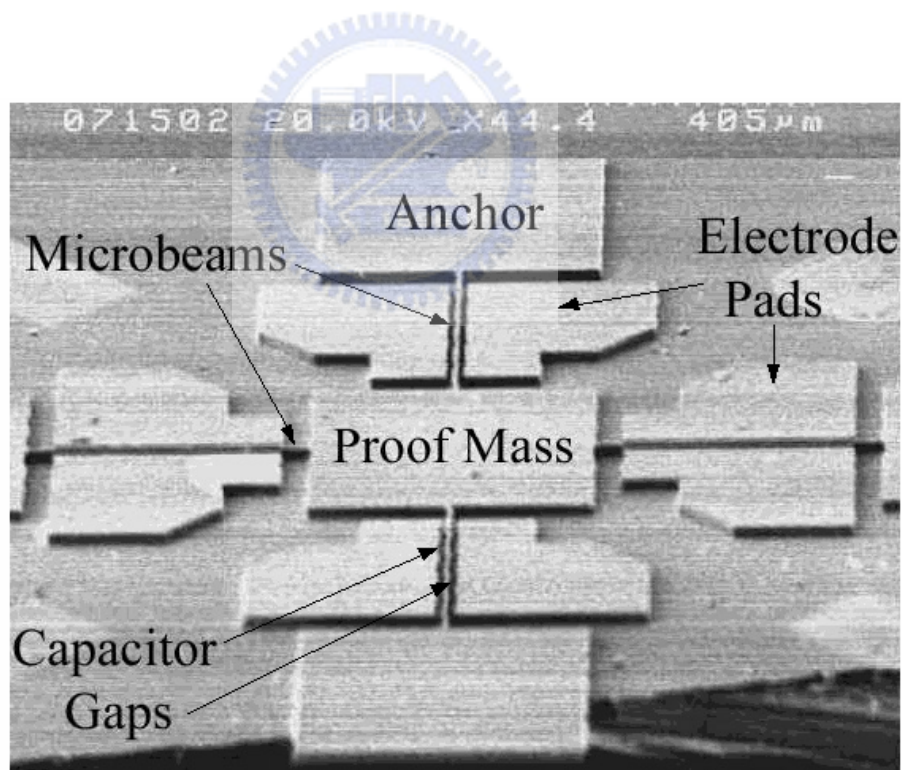 071502 20.0kV X44.4 405μm
Anchor
Microbeams
Electrode
Pads
Proof Mass
Capacitor
Gaps